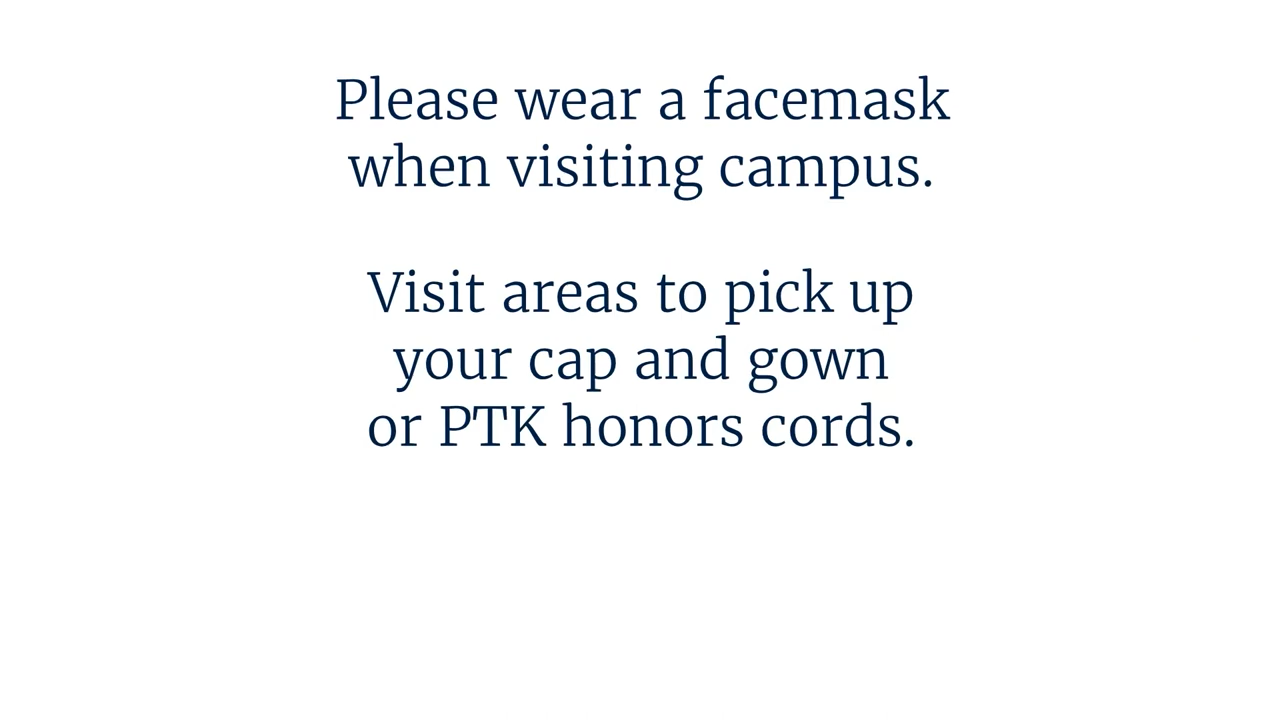 Please wear a facemask
when visiting campus.
Visit areas to pick up
your cap and gown
or PTK honors cords.